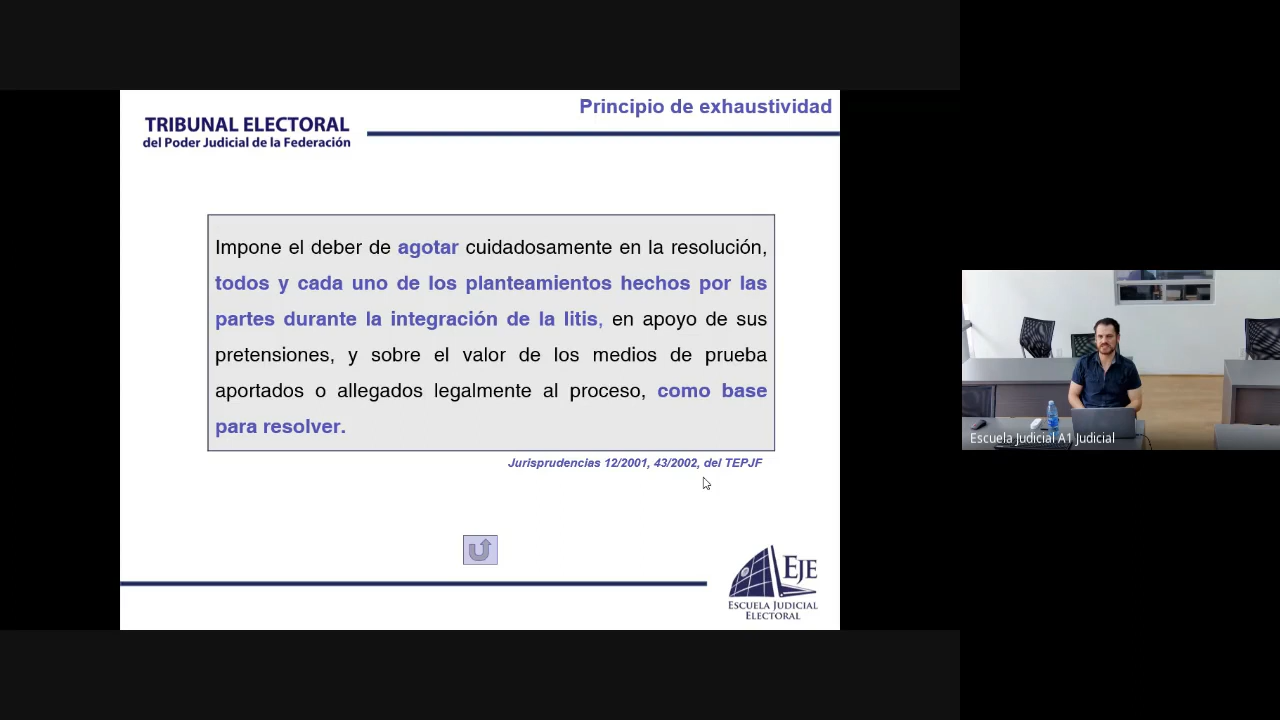 Principio de exhaustividad
TRIBUNAL ELECTORAL
del Poder Judicial de la Federación
Impone el deber de agotar cuidadosamente en la resolución,
todos y cada uno de los planteamientos hechos por las
partes durante la integración de la litis, en apoyo de sus
pretensiones, y sobre el valor de los medios de prueba
aportados o allegados legalmente al proceso, como base
para resolver.
Jurisprudencias 12/2001, 43/2002, del TEPJF
EJE
ESCUELA JUDICIAL
ELECTORAL
Escuela Judicial A1 Judicial